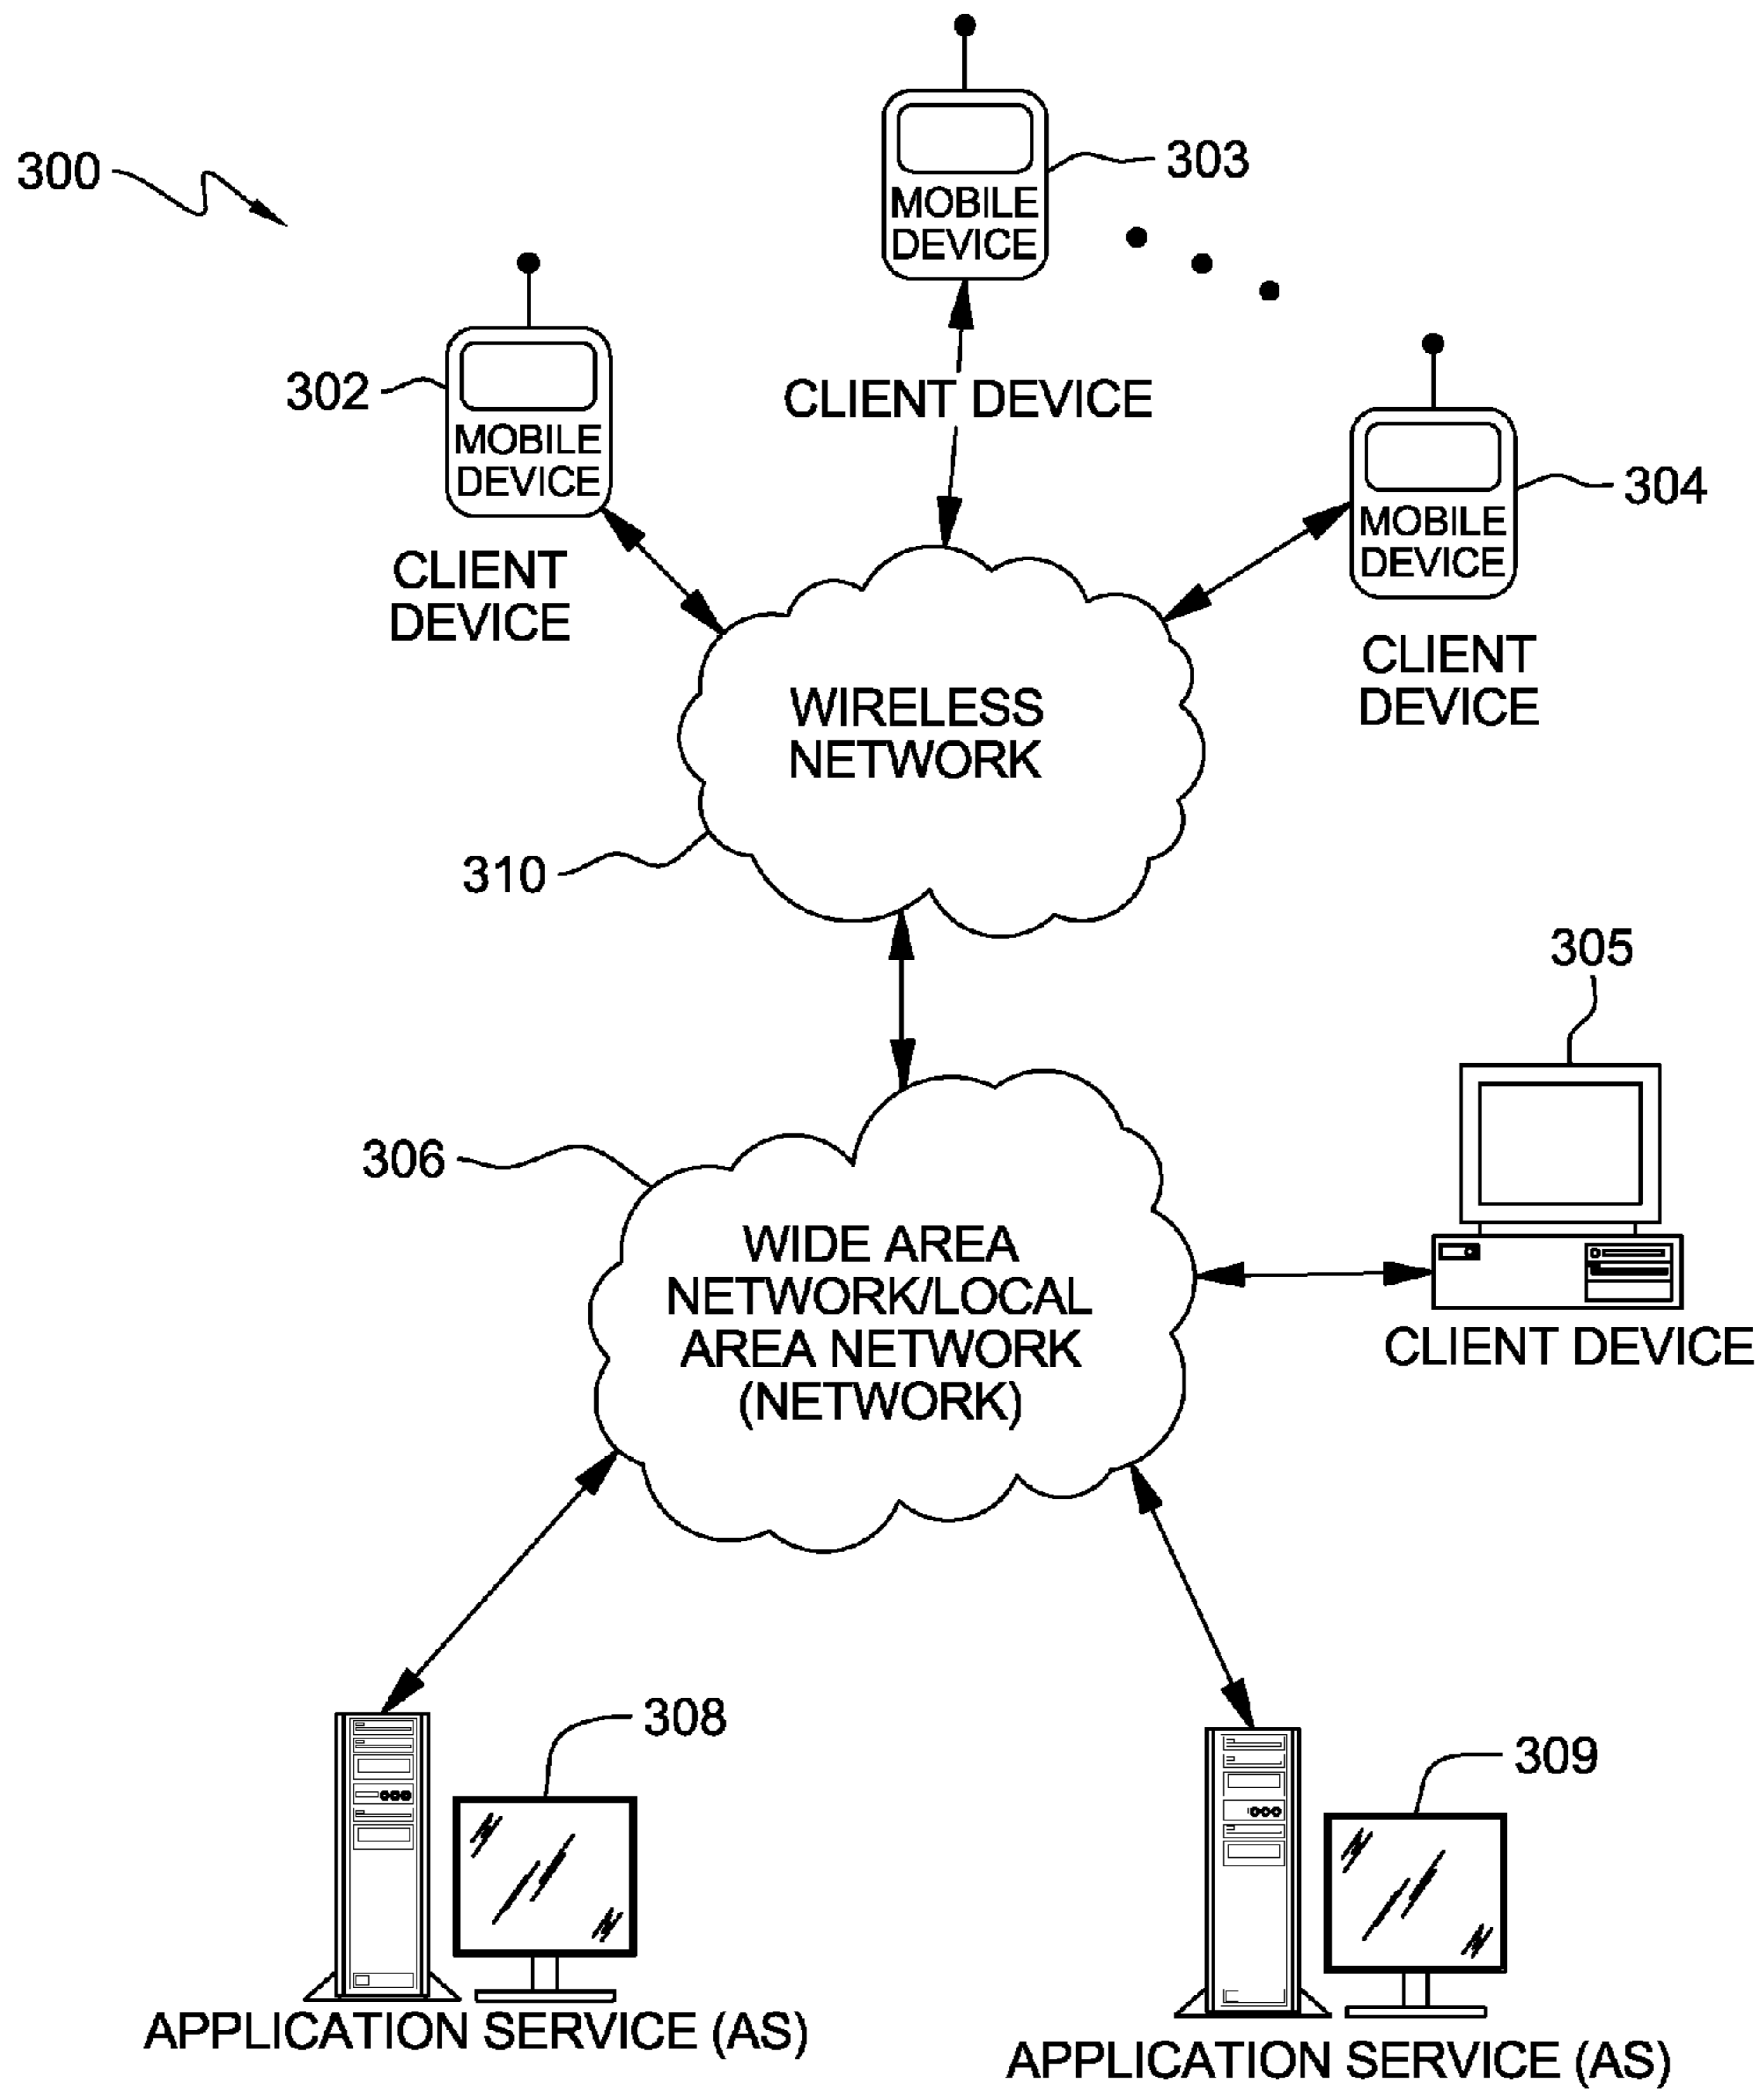 303
300
MOBILE
DEVICE
302
CLIENT DEVICE
MOBILE
DEVICE
304
MOBILE
DEVICE
CLIENT
DEVICE
CLIENT
DEVICE
WIRELESS
NETWORK
310
305
306
WIDE AREA
NETWORK/LOCAL
AREA NETWORK
(NETWORK)
CLIENT DEVICE
308
309
APPLICATION SERVICE (AS)
APPLICATION SERVICE (AS)